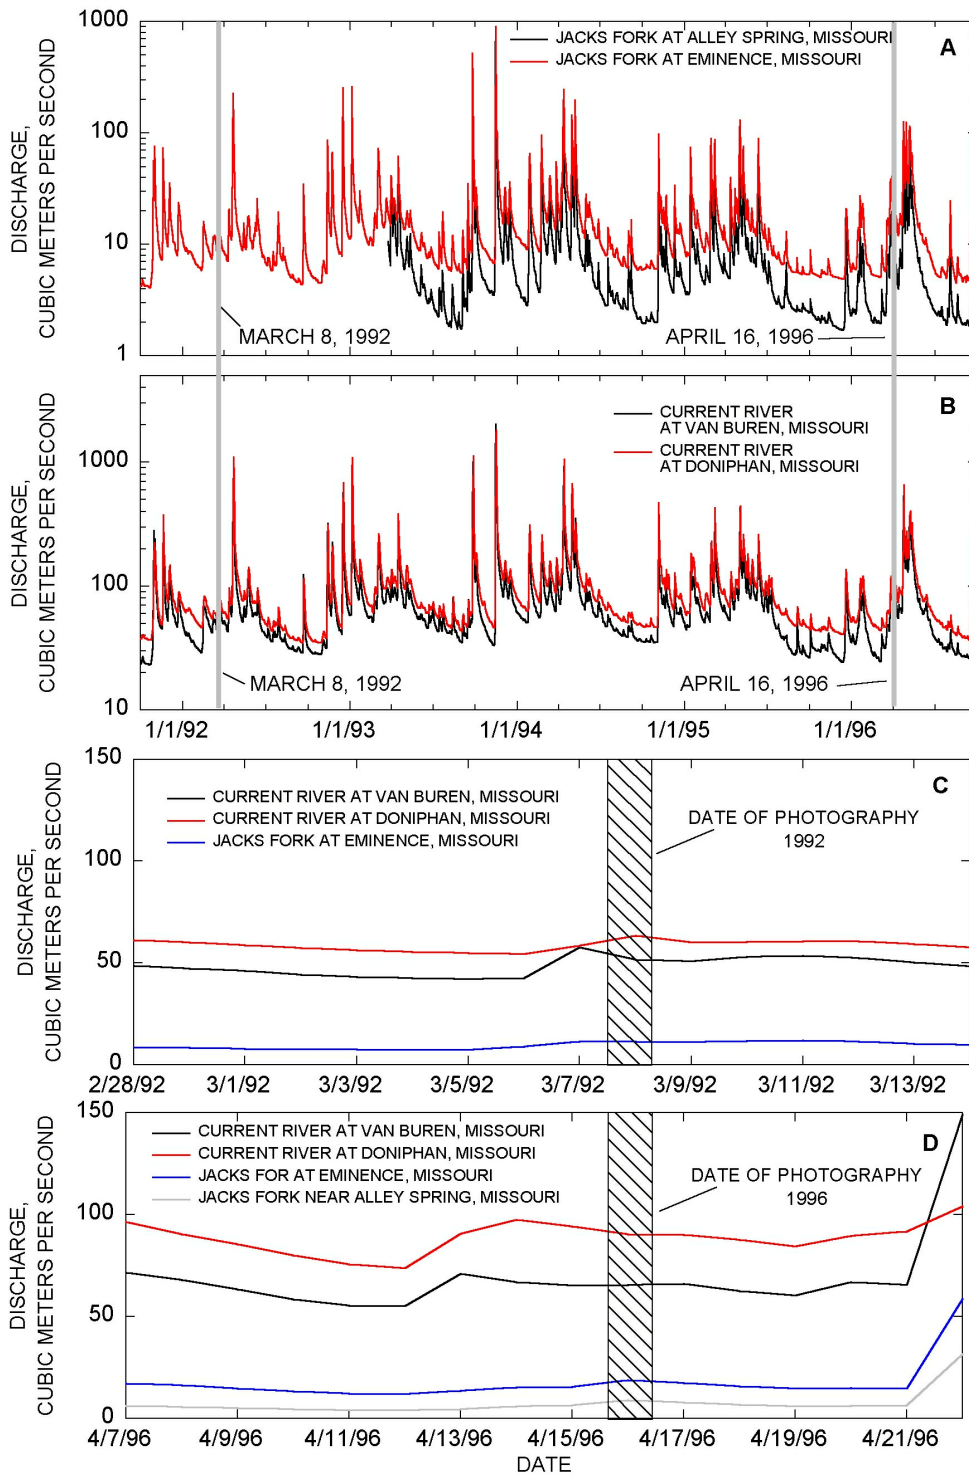 1000
100
10
1
DISCHARGE,
CUBIC METERS PER SECOND
JACKS FORK AT ALLEY SPRING, MISSOURI
JACKS FORK AT EMINENCE, MISSOURI
A
MARCH 8, 1992
APRIL 16, 1996
1000
100
10
DISCHARGE,
CUBIC METERS PER SECOND
CURRENT RIVER
AT VAN BUREN, MISSOURI
CURRENT RIVER
AT DONIPHAN, MISSOURI
B
MARCH 8, 1992
APRIL 16, 1996
1/1/92 1/1/93 1/1/94 1/1/95 1/1/96
150
100
50
0
DISCHARGE,
CUBIC METERS PER SECOND
CURRENT RIVER AT VAN BUREN, MISSOURI
CURRENT RIVER AT DONIPHAN, MISSOURI
JACKS FORK AT EMINENCE, MISSOURI
C
DATE OF PHOTOGRAPHY
1992
2/28/92 3/1/92 3/3/92 3/5/92 3/7/92 3/9/92 3/11/92 3/13/92
150
100
50
0
DISCHARGE,
CUBIC METERS PER SECOND
CURRENT RIVER AT VAN BUREN, MISSOURI
CURRENT RIVER AT DONIPHAN, MISSOURI
JACKS FOR AT EMINENCE, MISSOURI
JACKS FORK NEAR ALLEY SPRING, MISSOURI
D
DATE OF PHOTOGRAPHY
1996
4/7/96 4/9/96 4/11/96 4/13/96 4/15/96 4/17/96 4/19/96 4/21/96
DATE